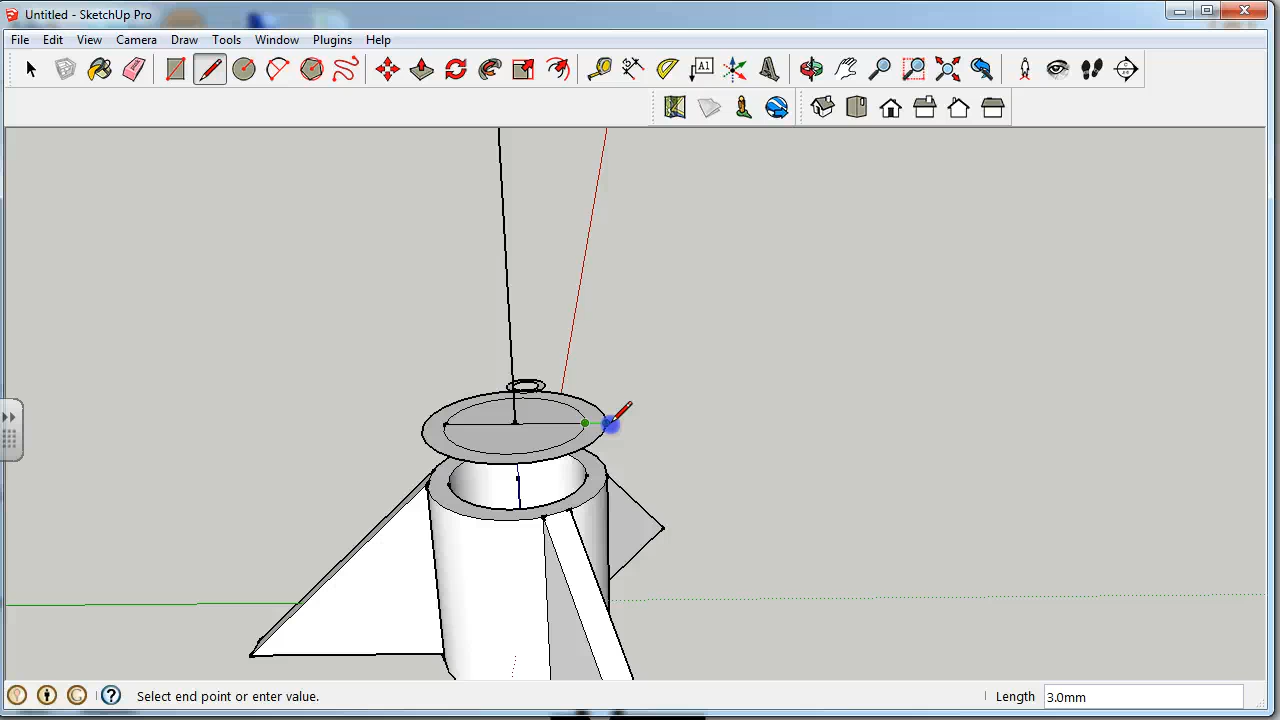 Untitled - SketchUp Pro
File Edit View Camera Draw Tools Window Plugins Help
A1
Select end point or enter value.
Length 3.0mm